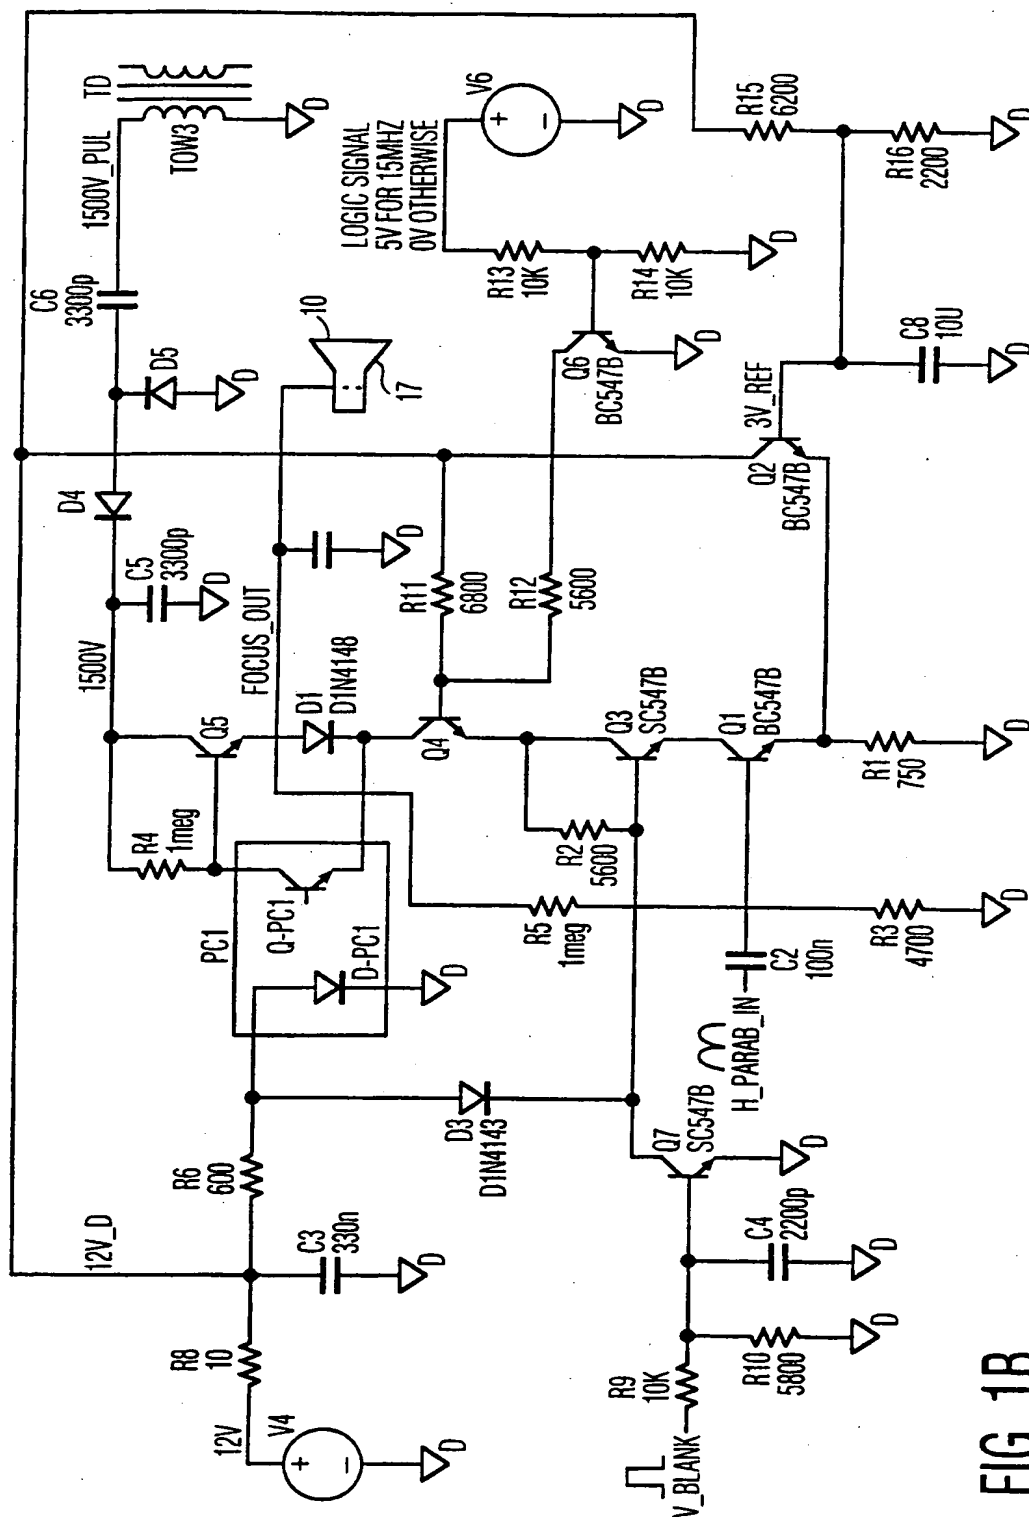 12V
V4
R8
10
12V_D
C3
330n
D
D
R6
600
PC1
D-PC1
Q-PC1
D
R4
1meg
Q5
1500V
C5
3300p
D
D4
D5
D
C6
3300p
1500V_PUL
TD
TOW3
D
FOCUS_OUT
D
10
17
D1
D1N4148
Q4
R11
6800
R12
5600
LOGIC SIGNAL
5V FOR 15MHZ
0V OTHERWISE
V6
D
R13
10K
R14
10K
D
Q6
BC547B
D
R15
6200
R16
2200
D
C8
10U
D
3V_REF
Q2
BC547B
Q3
SC547B
R2
5600
Q1
BC547B
R1
750
D
R5
1meg
R3
4700
D
C2
100n
H_PARAB_IN
D3
D1N4143
Q7
SC547B
D
C4
2200p
D
R10
5800
D
R9
10K
V_BLANK
FIG 1B